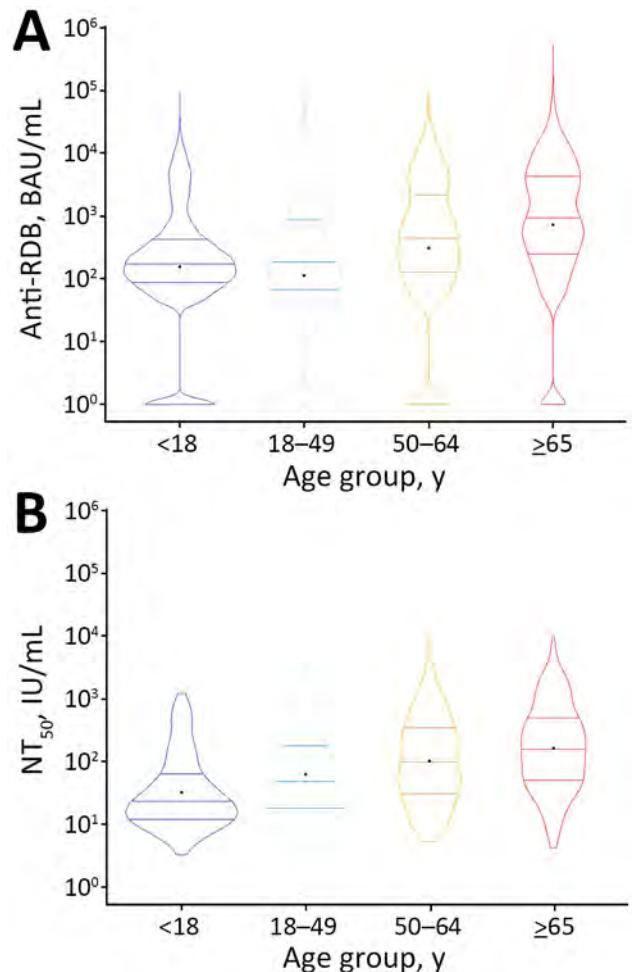 A
Anti-RDB, BAU/mL
10⁶
10⁵
10⁴
10³
10²
10¹
10⁰
<18 18–49 50–64 ≥65
Age group, y
B
NT₅₀, IU/mL
10⁶
10⁵
10⁴
10³
10²
10¹
10⁰
<18 18–49 50–64 ≥65
Age group, y